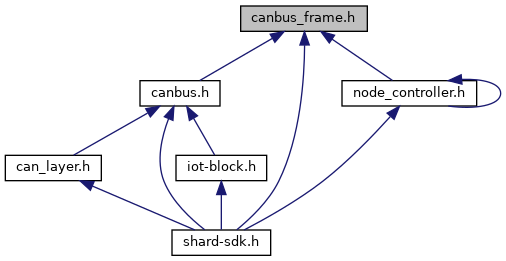 canbus_frame.h
canbus.h
node_controller.h
can_layer.h
iot-block.h
shard-sdk.h